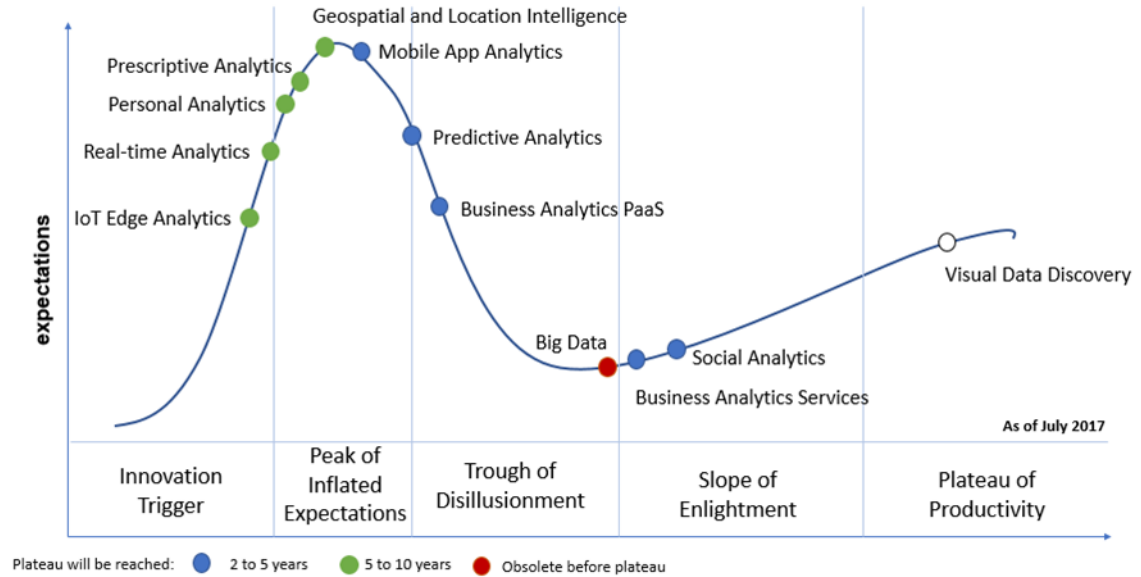 Geospatial and Location Intelligence
Mobile App Analytics
Prescriptive Analytics
Personal Analytics
Predictive Analytics
Real-time Analytics
IoT Edge Analytics
Business Analytics PaaS
expectations
Visual Data Discovery
Big Data
Social Analytics
Business Analytics Services
As of July 2017
Innovation
Trigger
Peak of
Inflated
Expectations
Trough of
Disillusionment
Slope of
Enlightment
Plateau of
Productivity
Plateau will be reached:
2 to 5 years
5 to 10 years
Obsolete before plateau